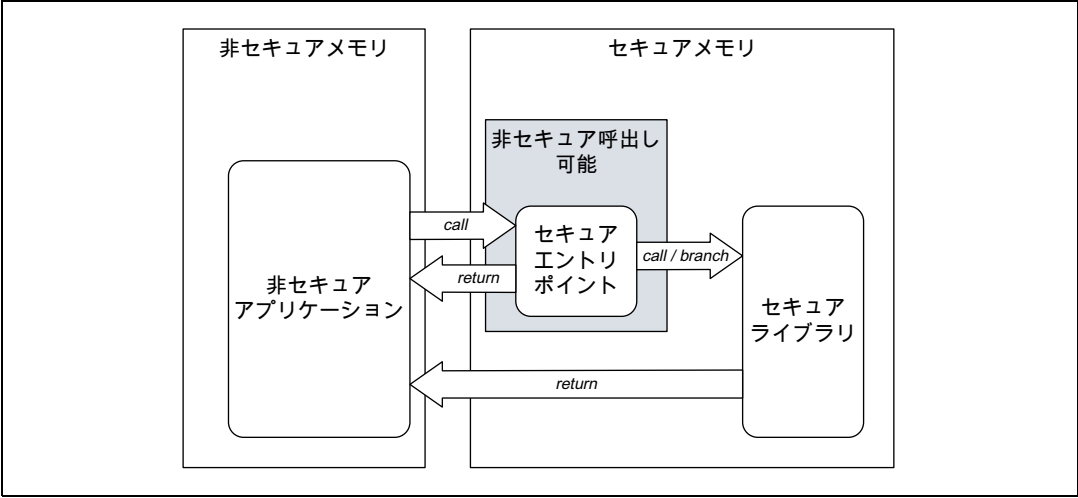 非セキュアメモリ
セキュアメモリ
非セキュア呼出し
可能
call
セキュア
エントリ
ポイント
call / branch
return
非セキュア
アプリケーション
セキュア
ライブラリ
return